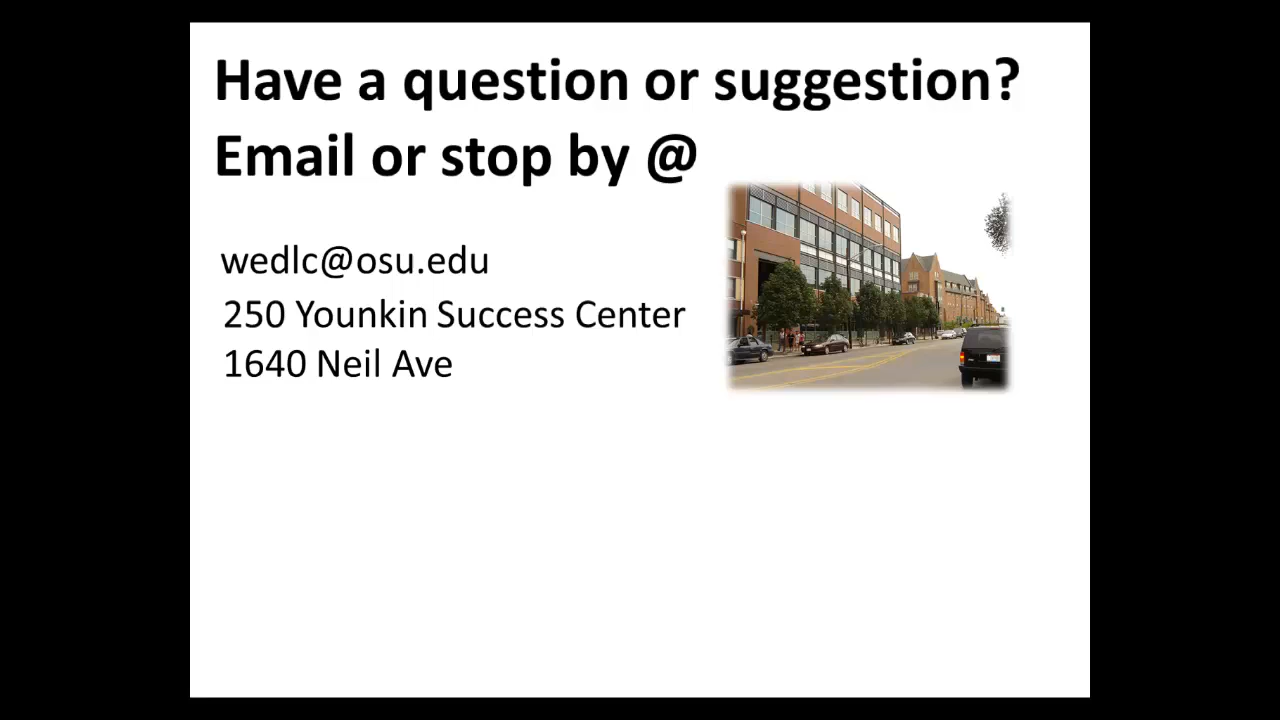 Have a question or suggestion?
Email or stop by @
wedlc@osu.edu
250 Younkin Success Center
1640 Neil Ave